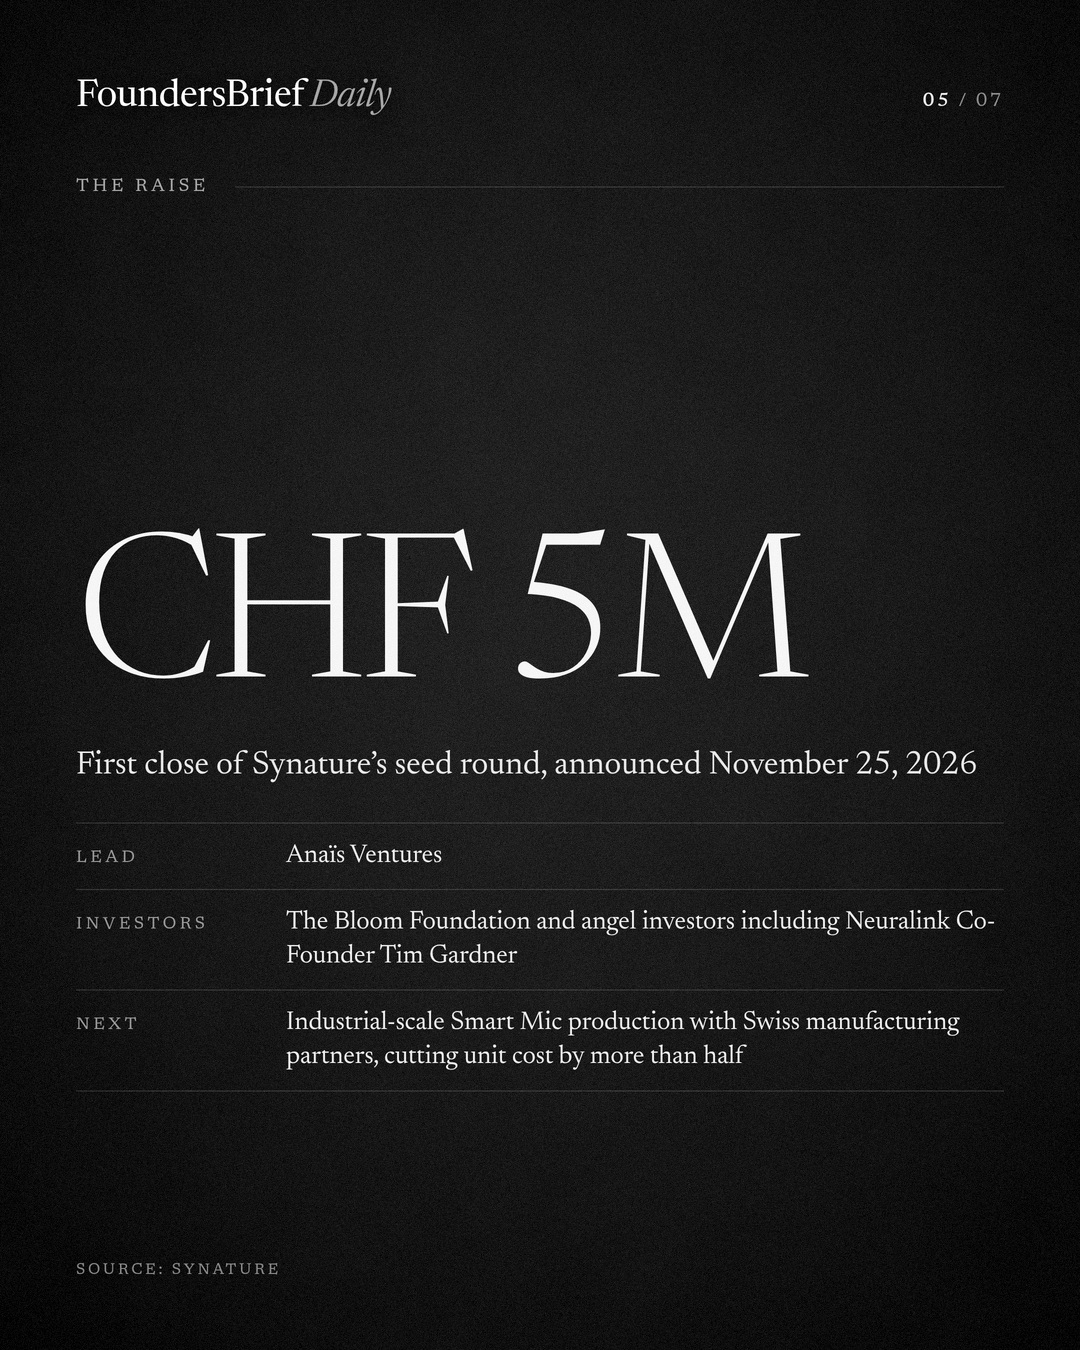 FoundersBrief Daily
05 / 07
THE RAISE
CHF 5M
First close of Synature’s seed round, announced November 25, 2026
LEAD
Anaïs Ventures
INVESTORS
The Bloom Foundation and angel investors including Neuralink Co-
Founder Tim Gardner
NEXT
Industrial-scale Smart Mic production with Swiss manufacturing
partners, cutting unit cost by more than half
SOURCE: SYNATURE